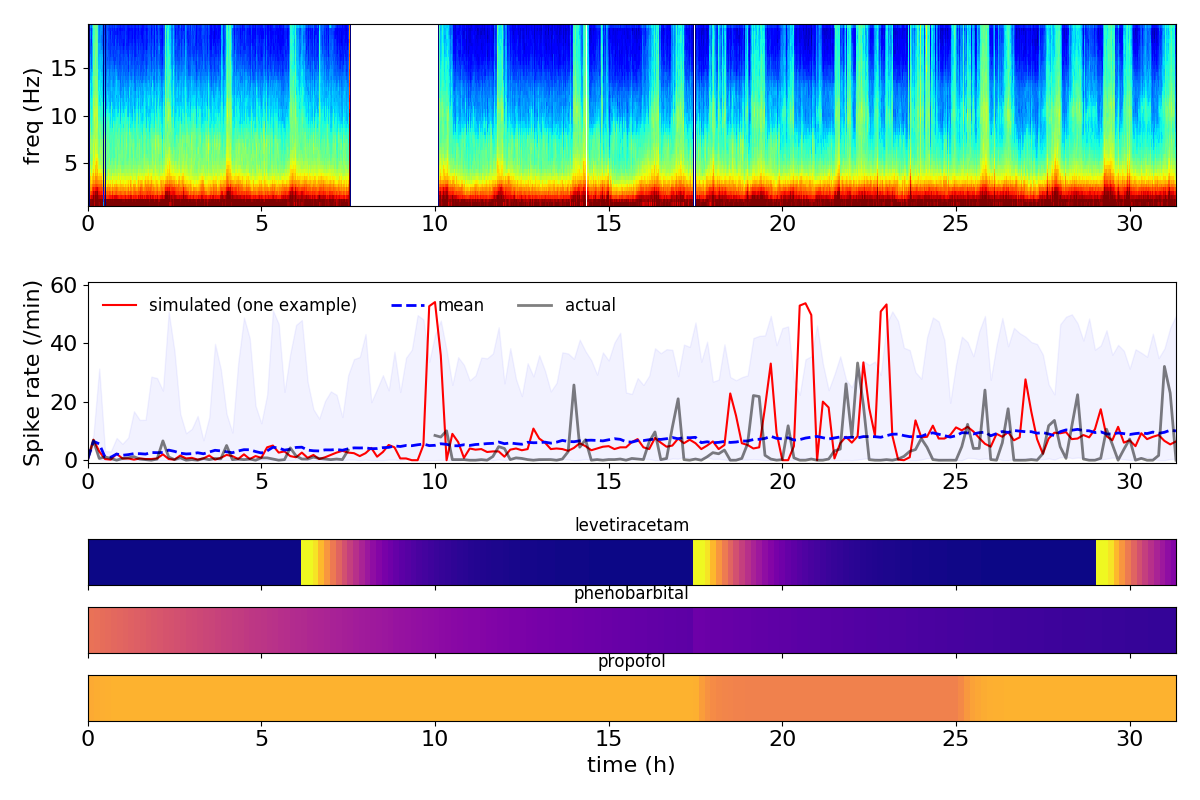 freq (Hz)
15
10
5
0 5 10 15 20 25 30
Spike rate (/min)
60
40
20
0
simulated (one example) mean actual
0 5 10 15 20 25 30
levetiracetam
phenobarbital
propofol
0 5 10 15 20 25 30
time (h)